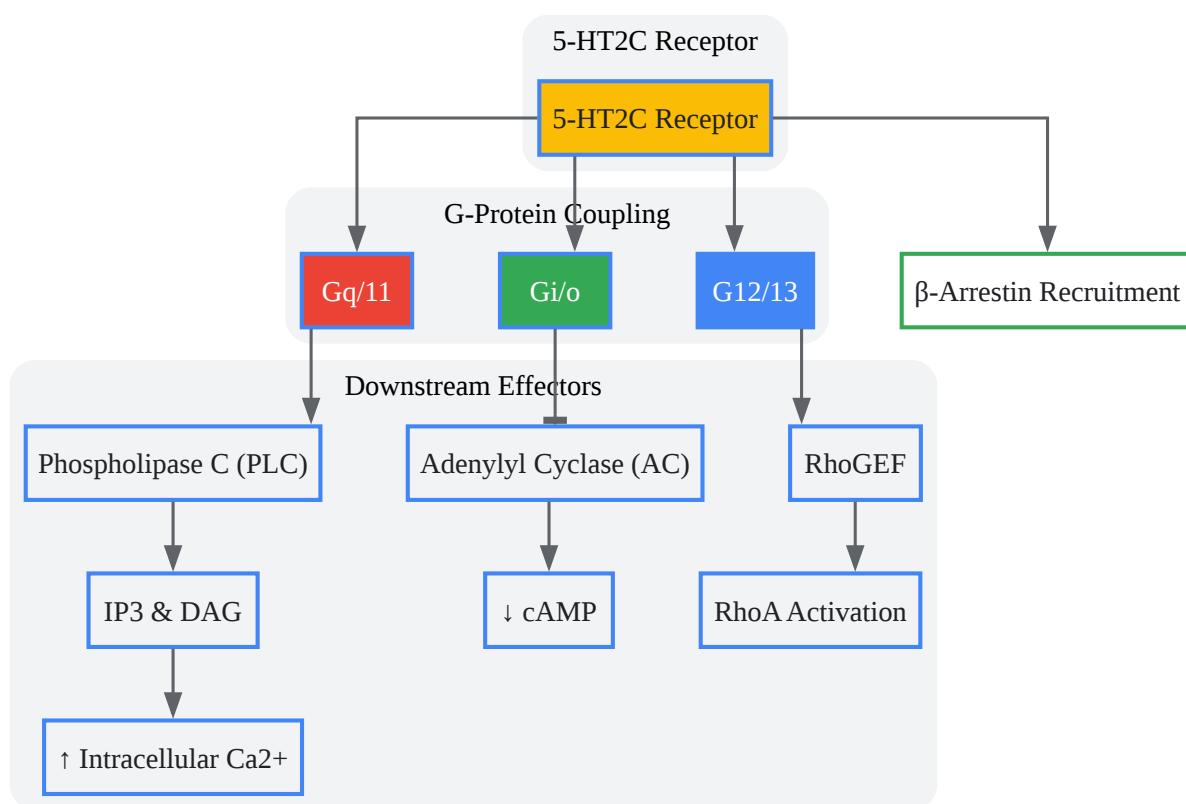 5-HT2C Receptor
5-HT2C Receptor
G-Protein Coupling
Gq/11
Gi/o
G12/13
β-Arrestin Recruitment
Downstream Effectors
Phospholipase C (PLC)
Adenylyl Cyclase (AC)
RhoGEF
IP3 & DAG
↓ cAMP
RhoA Activation
↑ Intracellular Ca2+